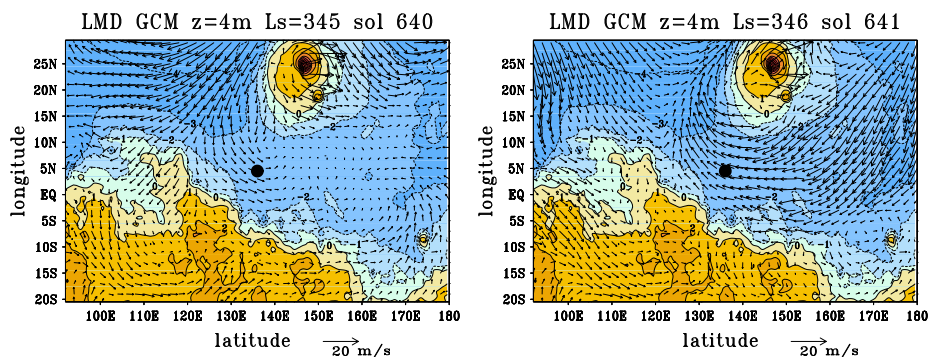 LMD GCM z=4m Ls=345 sol 640
25N
20N
15N
10N
5N
EQ
5S
10S
15S
20S
longitude
100E 110E 120E 130E 140E 150E 160E 170E 180
latitude
20 m/s
LMD GCM z=4m Ls=346 sol 641
25N
20N
15N
10N
5N
EQ
5S
10S
15S
20S
longitude
100E 110E 120E 130E 140E 150E 160E 170E 180
latitude
20 m/s